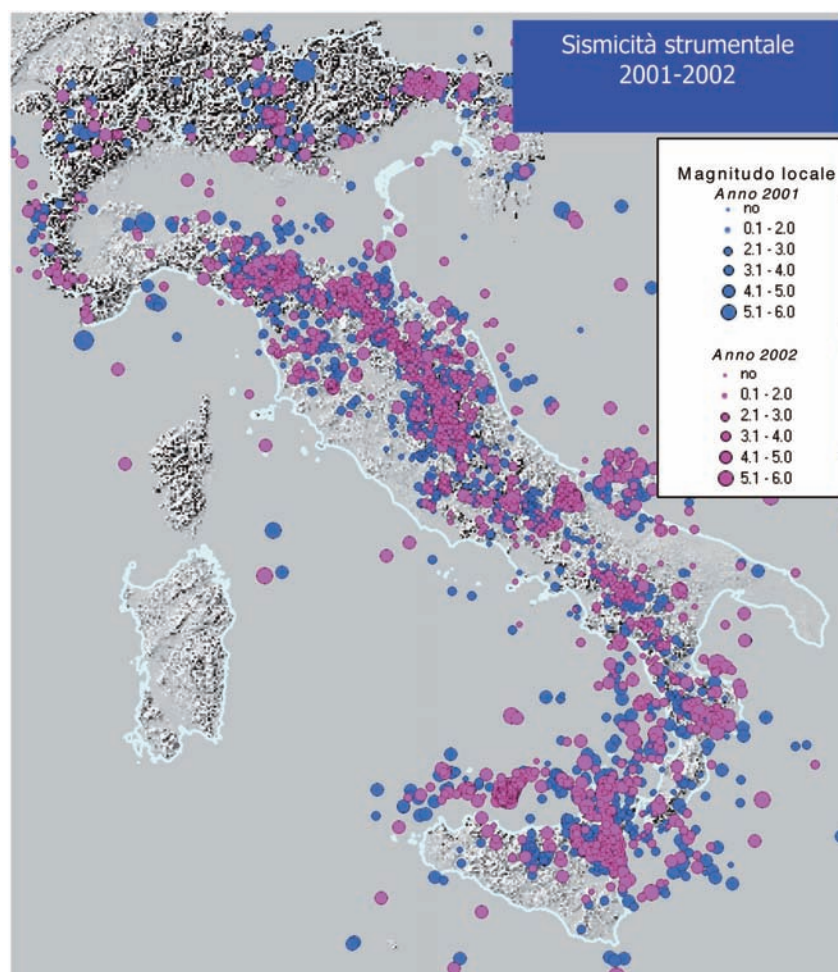 Sismicità strumentale
2001-2002
Magnitudo locale
Anno 2001
no
0.1 - 2.0
2.1 - 3.0
3.1 - 4.0
4.1 - 5.0
5.1 - 6.0
Anno 2002
no
0.1 - 2.0
2.1 - 3.0
3.1 - 4.0
4.1 - 5.0
5.1 - 6.0